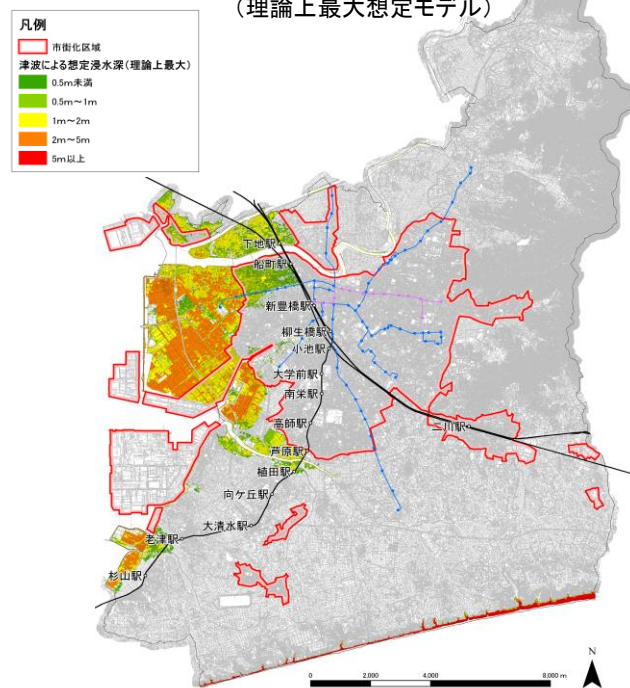 （理論上最大想定モデル）
凡例
市街化区域
津波による想定浸水深（理論上最大）
0.5m未満
0.5m～1m
1m～2m
2m～5m
5m以上
下地駅
船町駅
新豊橋駅
柳生橋駅
小池駅
大学前駅
南栄駅
高師駅
二川駅
芦原駅
植田駅
向ケ丘駅
大清水駅
老津駅
杉山駅
N
0 2,000 4,000 8,000 m